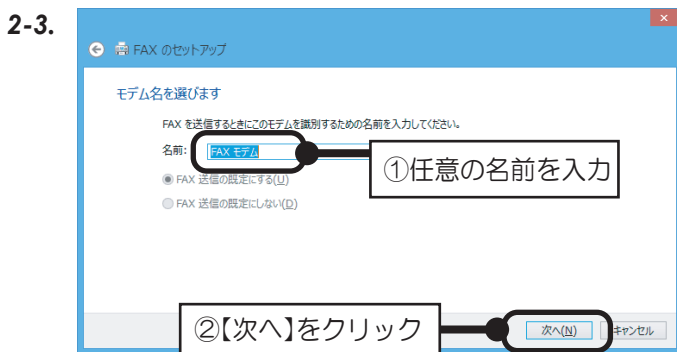 2-3.
FAX のセットアップ
モデム名を選びます
FAX を送信するときにこのモデムを識別するための名前を入力してください。
名前: FAX モデム
①任意の名前を入力
FAX 送信の既定にする(U)
FAX 送信の既定にしない(D)
②【次へ】をクリック
次へ(N) キャンセル